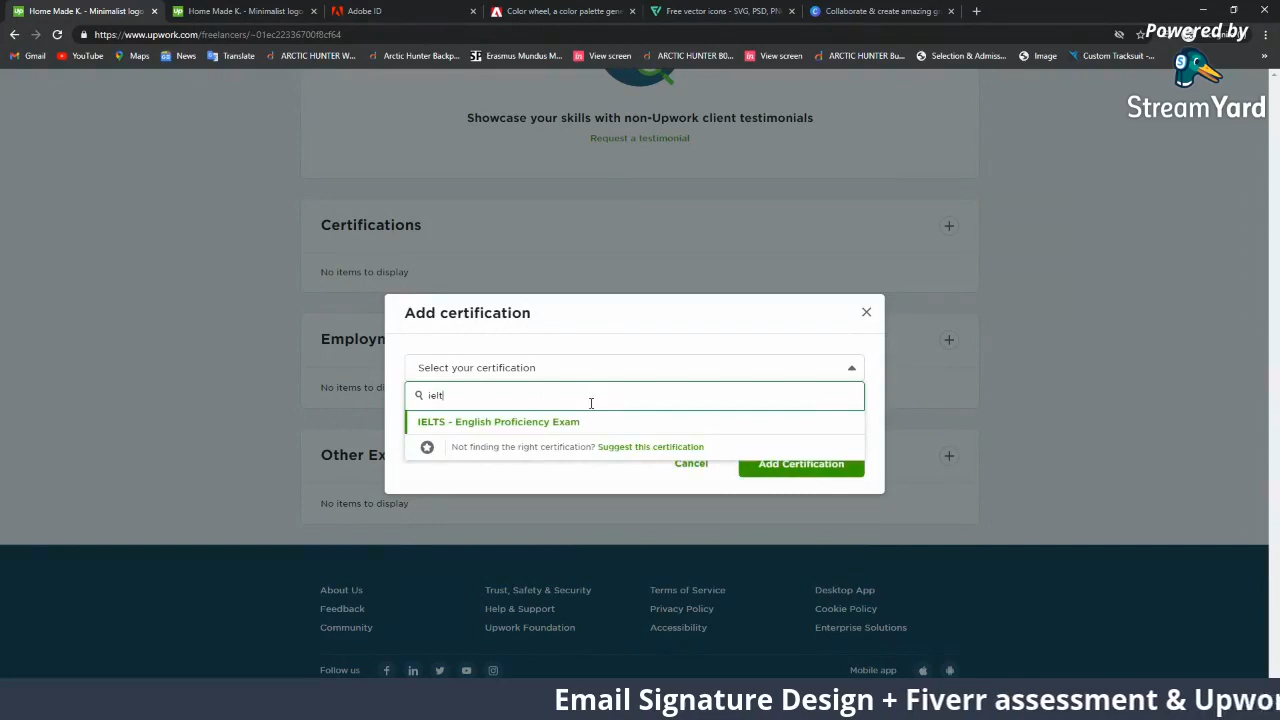 Home Made K. - Minimalist logo
Home Made K. - Minimalist logo
Adobe ID
Color wheel, a color palette gene
Free vector icons - SVG, PSD, PN
Collaborate & create amazing g
https://www.upwork.com/freelancers/~01ec22336700f8cf64
Powered by
StreamYard
Gmail
YouTube
Maps
News
Translate
ARCTIC HUNTER W...
Arctic Hunter Backp...
Erasmus Mundus M...
View screen
ARCTIC HUNTER 80...
View screen
ARCTIC HUNTER Bu...
Selection & Admiss...
Image
Custom Tracksuit -...
Showcase your skills with non-Upwork client testimonials
Request a testimonial
Certifications
No items to display
Add certification
Select your certification
ielt
IELTS - English Proficiency Exam
Not finding the right certification? Suggest this certification
Cancel
Add Certification
Employn
No items to di
Other Ex
No items to display
About Us
Trust, Safety & Security
Terms of Service
Desktop App
Feedback
Help & Support
Privacy Policy
Cookie Policy
Community
Upwork Foundation
Accessibility
Enterprise Solutions
Follow us
Mobile app
Email Signature Design + Fiverr assessment & Upwor